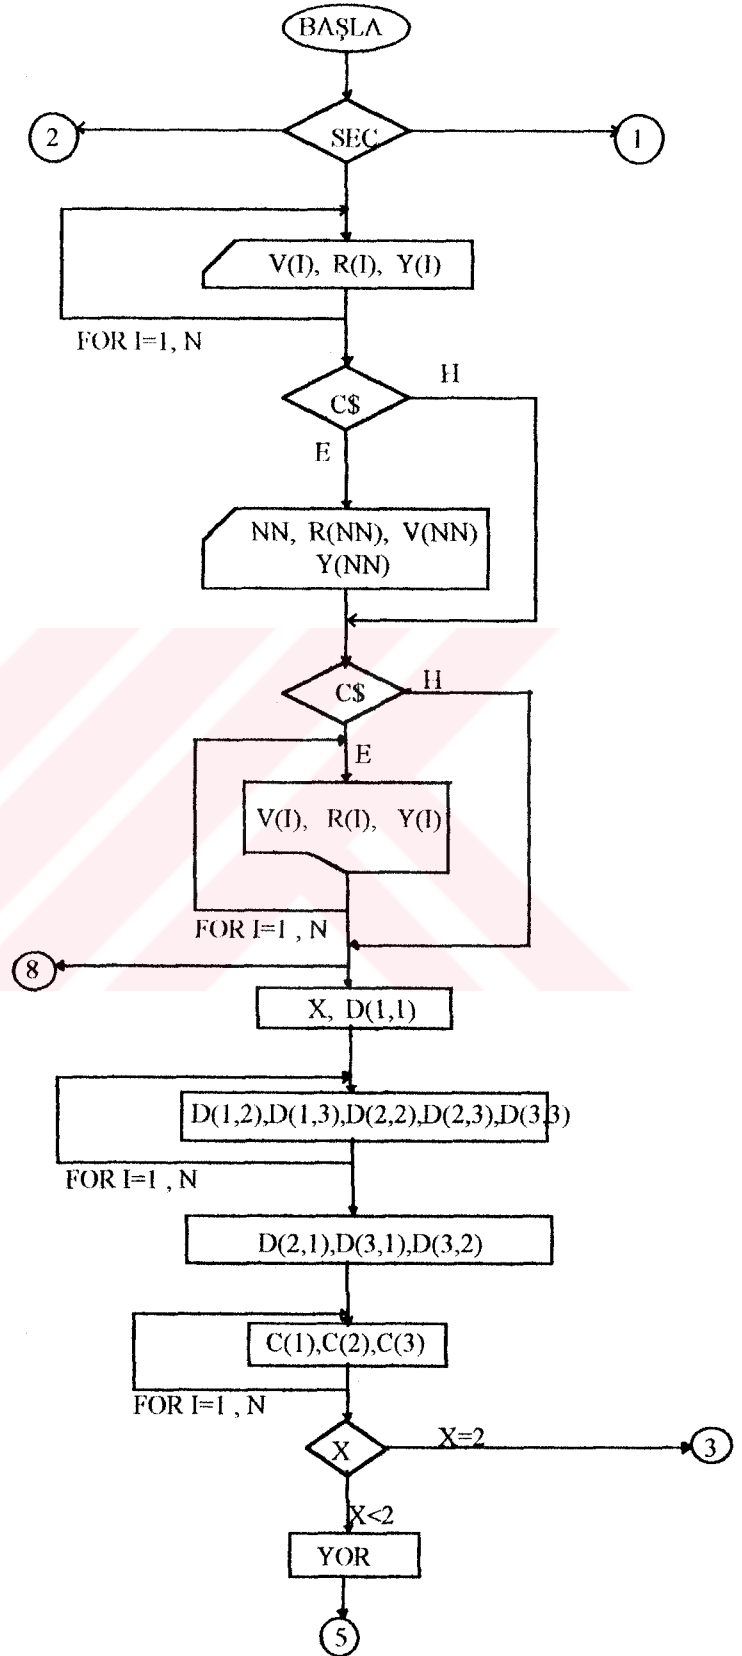 BAŞLA
2
SEC
1
V(I), R(I), Y(I)
FOR I=1, N
H
C$
E
NN, R(NN), V(NN)
Y(NN)
H
C$
E
V(I), R(I), Y(I)
FOR I=1 , N
8
X, D(1,1)
D(1,2),D(1,3),D(2,2),D(2,3),D(3,3)
FOR I=1 , N
D(2,1),D(3,1),D(3,2)
C(1),C(2),C(3)
FOR I=1 , N
X
X=2
3
X<2
YOR
5